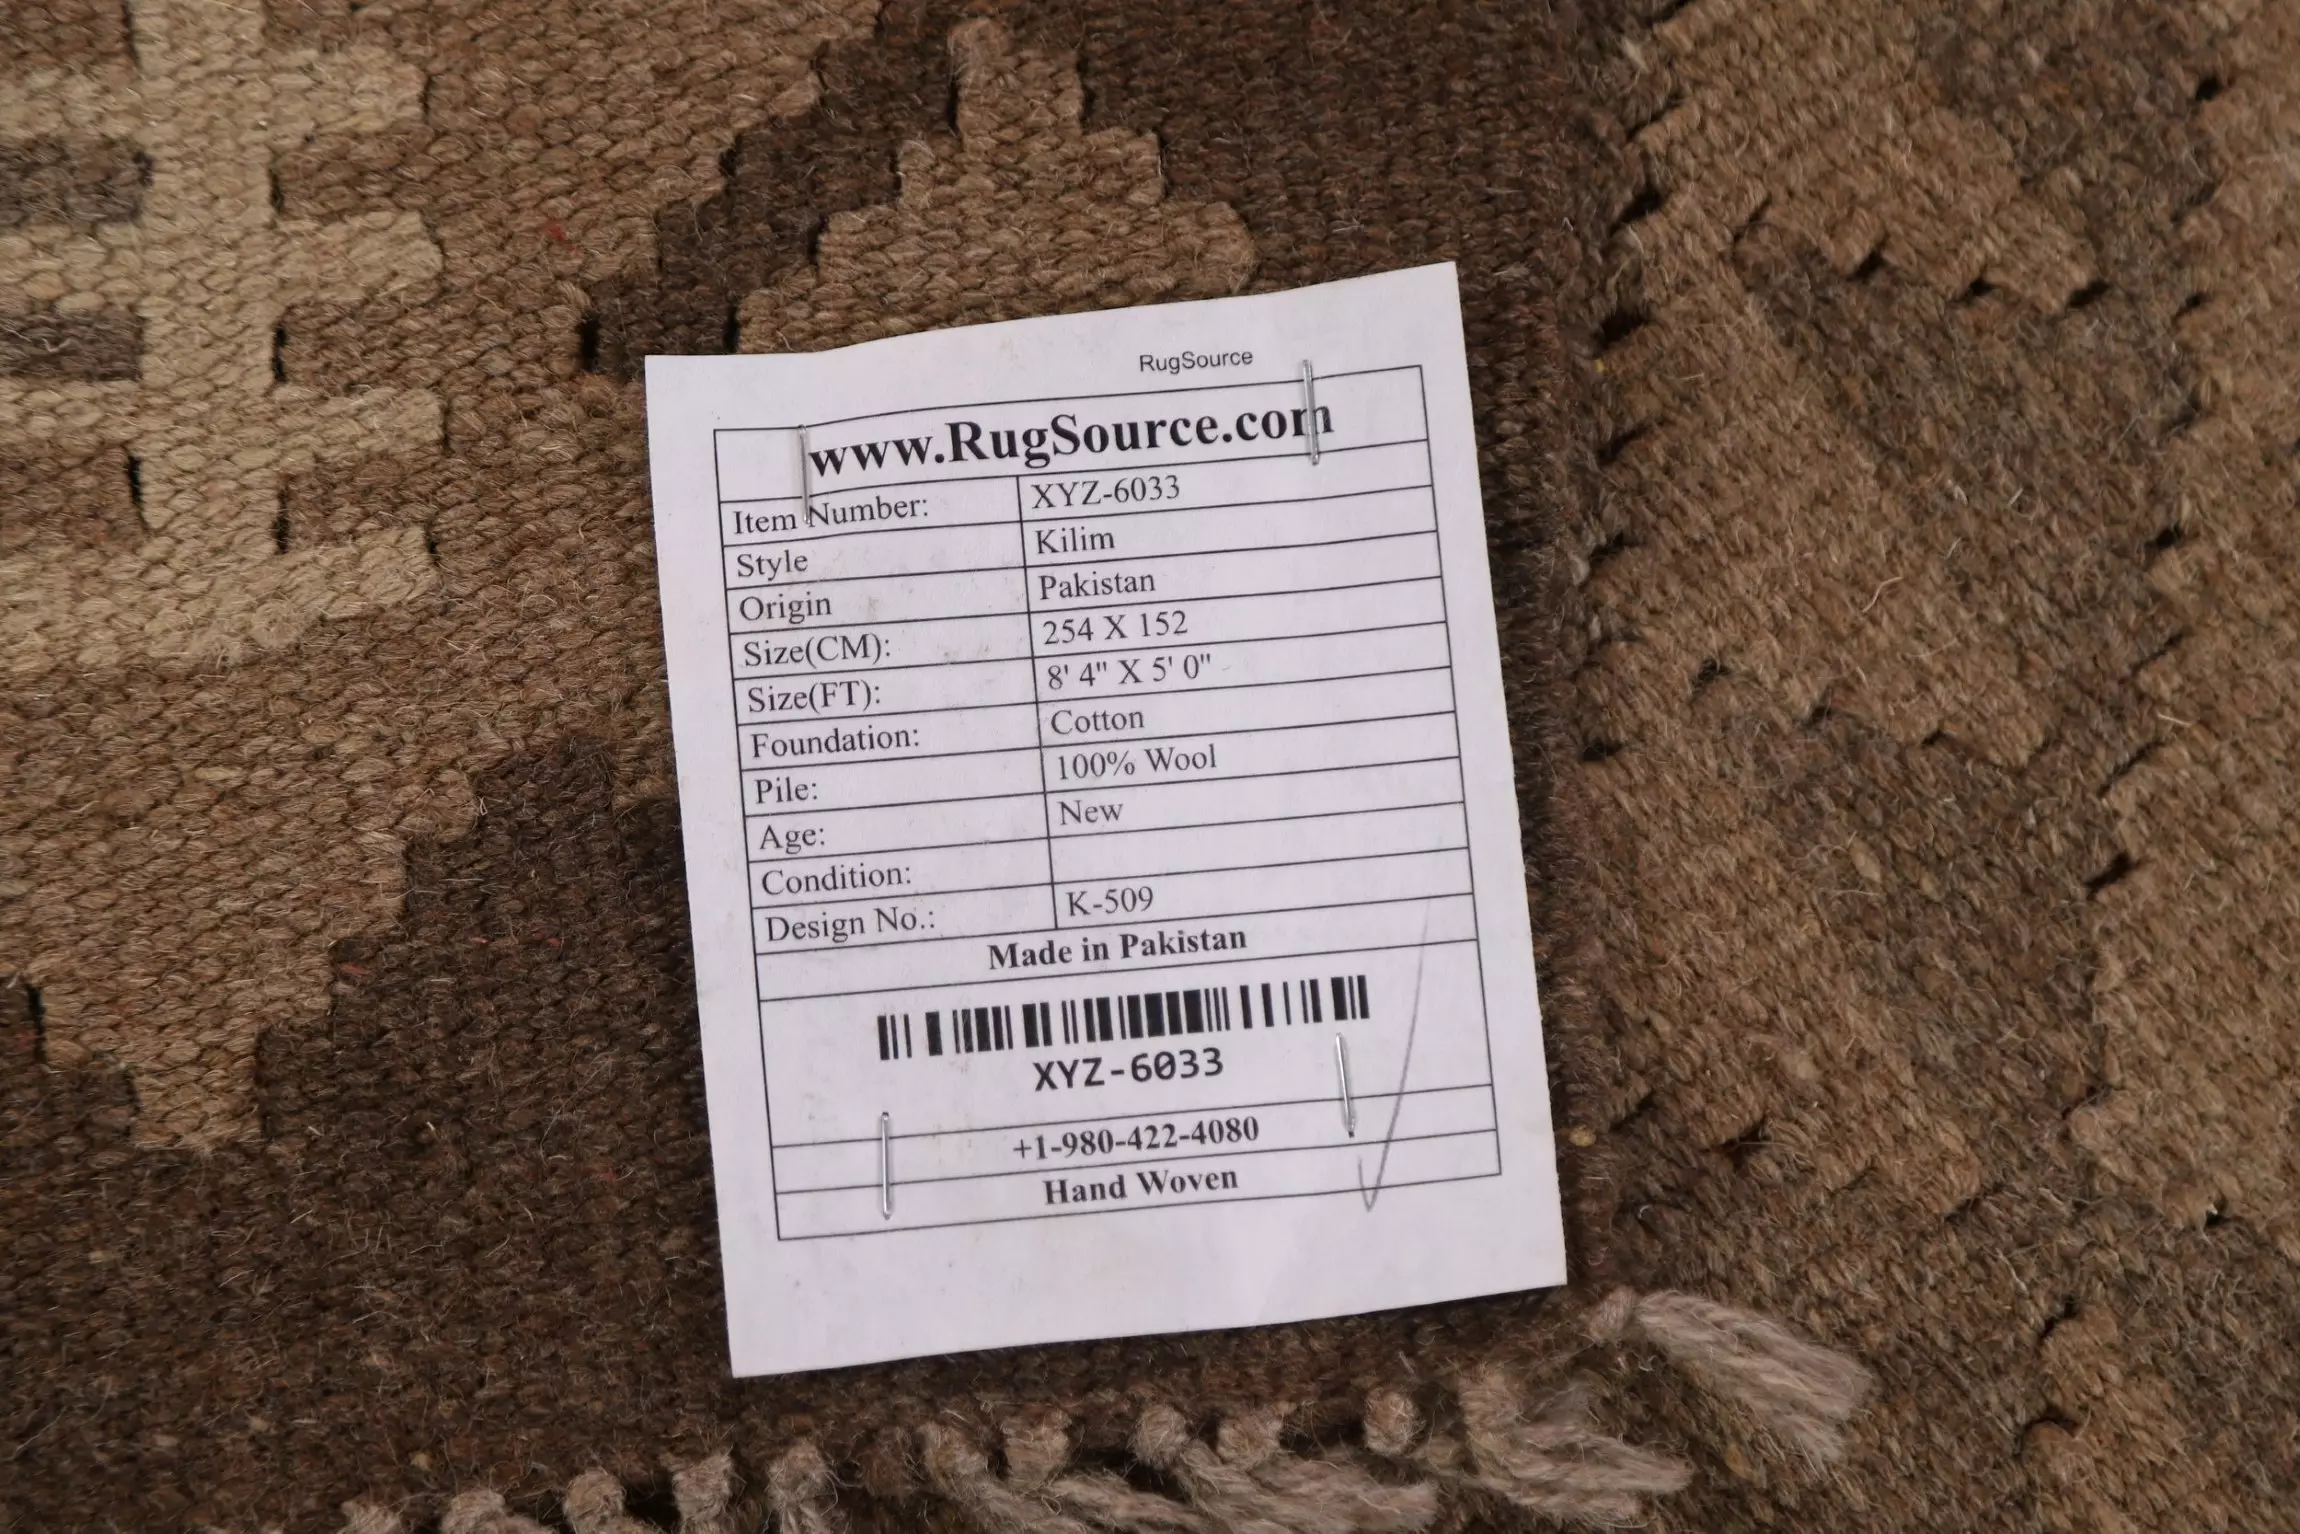 RugSource
www.RugSource.com
Item Number: XYZ-6033
Style Kilim
Origin Pakistan
Size(CM): 254 X 152
Size(FT): 8' 4" X 5' 0"
Foundation: Cotton
Pile: 100% Wool
Age: New
Condition:
Design No.: K-509
Made in Pakistan
XYZ-6033
+1-980-422-4080
Hand Woven